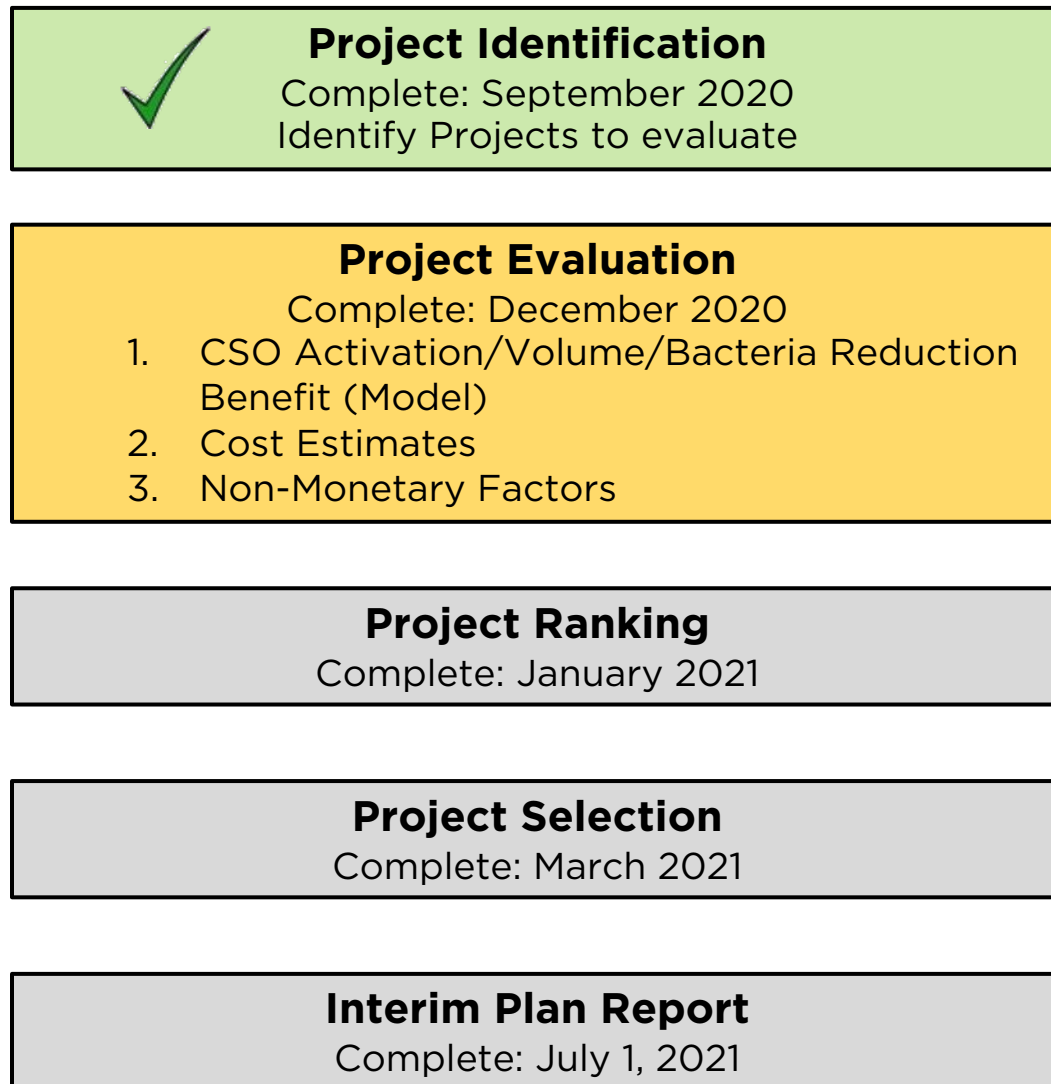 Project Identification
Complete: September 2020
Identify Projects to evaluate
Project Evaluation
Complete: December 2020
1. CSO Activation/Volume/Bacteria Reduction
Benefit (Model)
2. Cost Estimates
3. Non-Monetary Factors
Project Ranking
Complete: January 2021
Project Selection
Complete: March 2021
Interim Plan Report
Complete: July 1, 2021